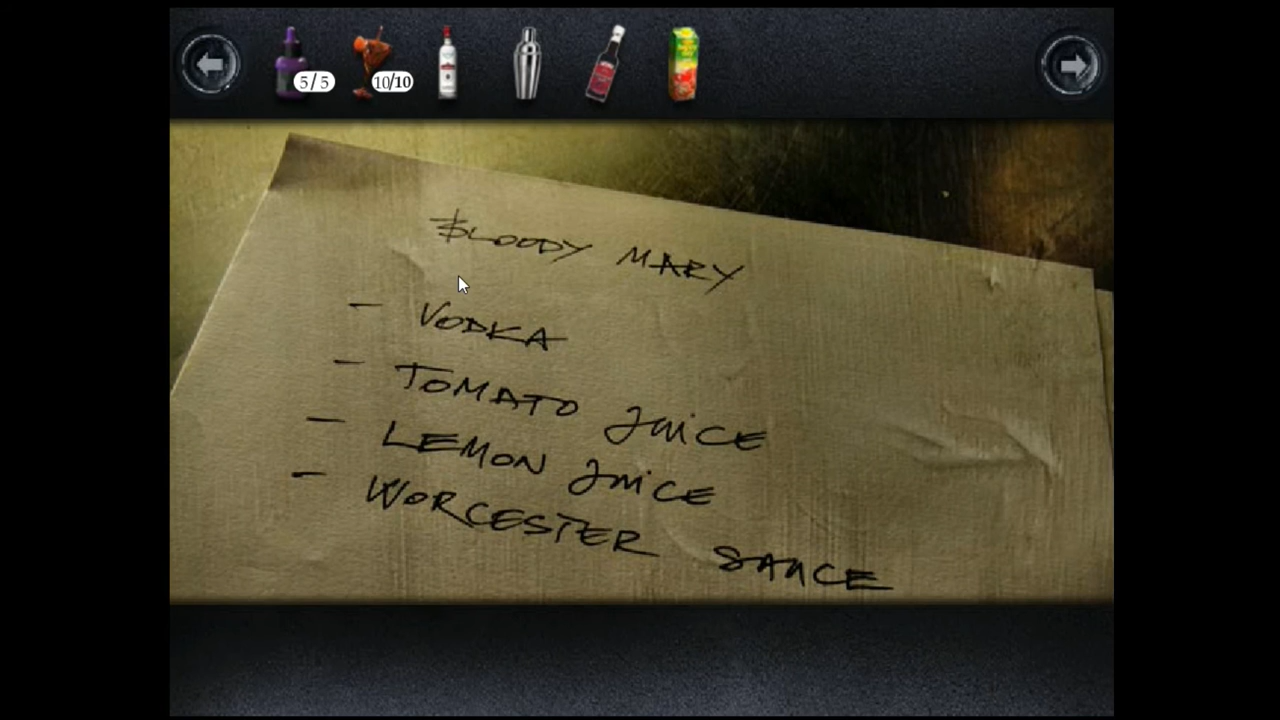 5/5
10/10
BLOODY MARY
- VODKA
- TOMATO JUICE
- LEMON JUICE
- WORCESTER SAUCE